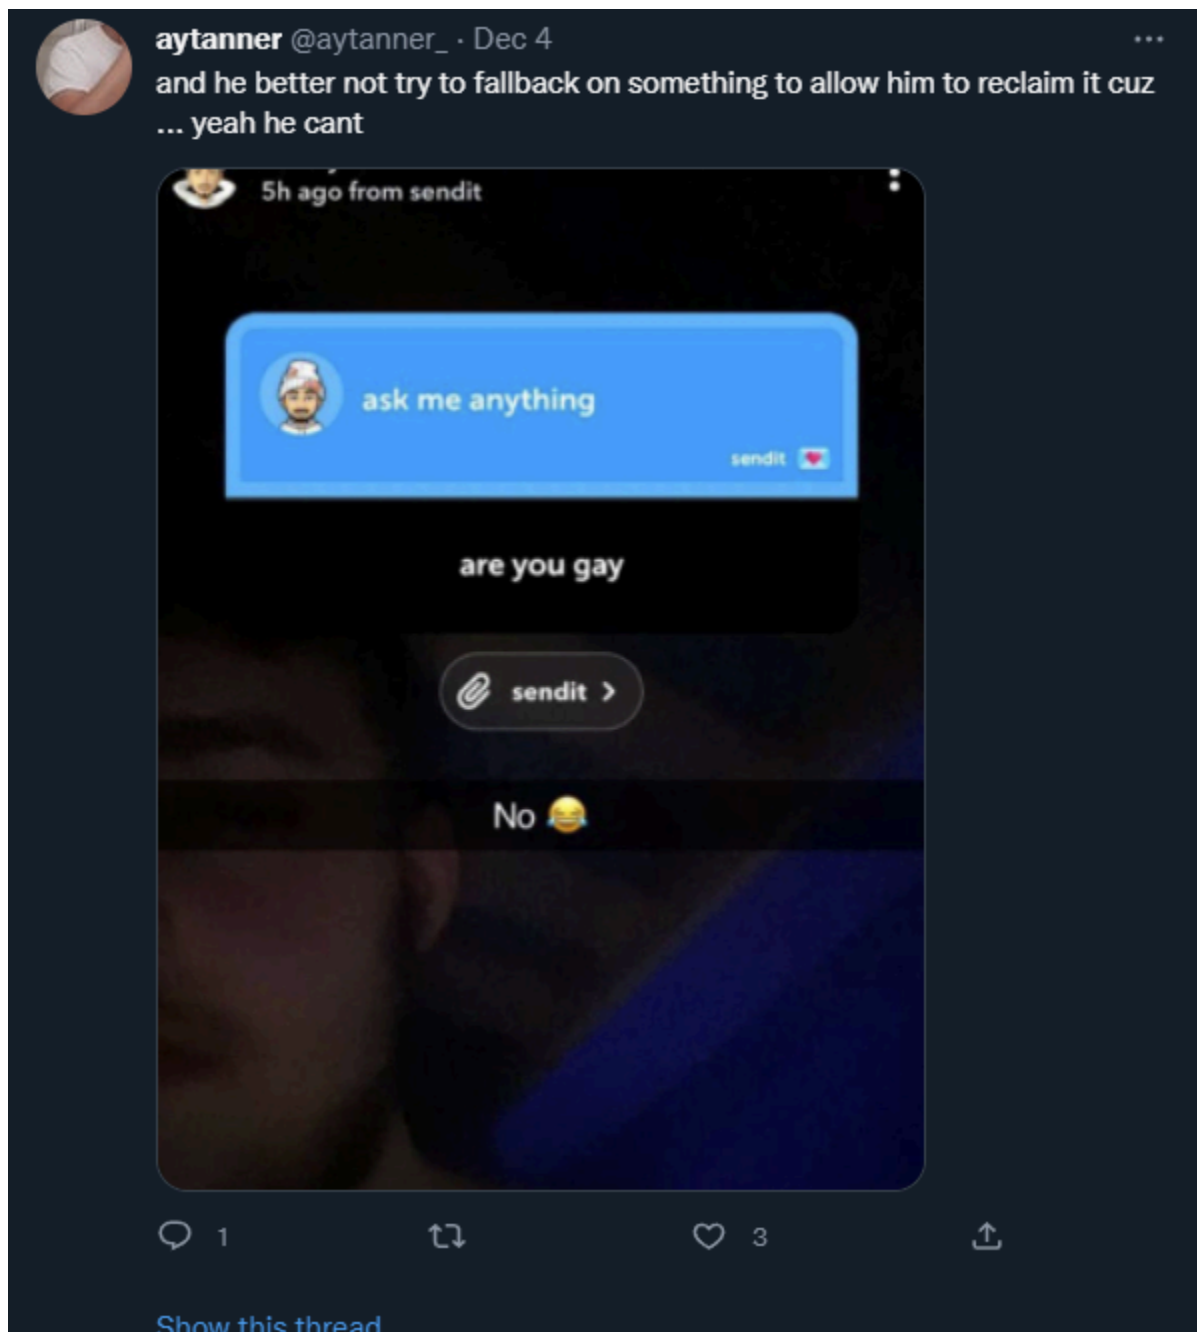 aytanner @aytanner_ · Dec 4
and he better not try to fallback on something to allow him to reclaim it cuz
... yeah he cant
5h ago from sendit
ask me anything
sendit
are you gay
sendit
No 😂
1
3
Show this thread